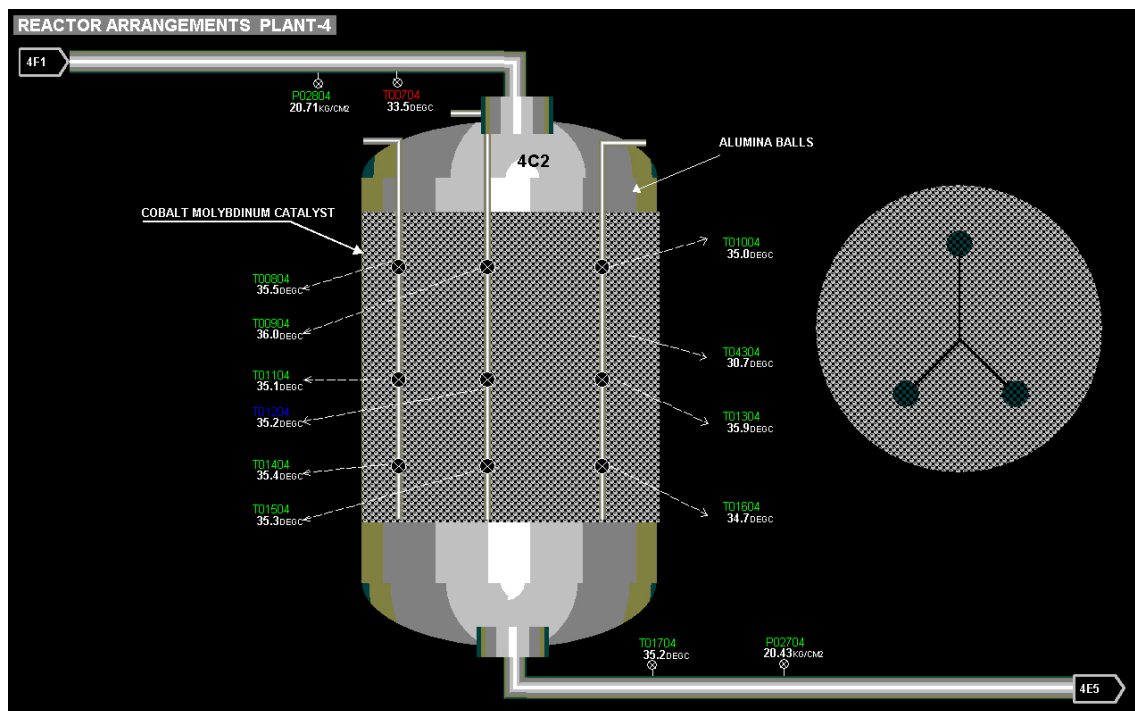 REACTOR ARRANGEMENTS PLANT-4
4F1
P02804
20.71KG/CM2
T00704
33.5DEGC
4C2
ALUMINA BALLS
COBALT MOLYBDINUM CATALYST
T01004
35.0DEGC
T00804
35.5DEGC
T00904
36.0DEGC
T04304
30.7DEGC
T01104
35.1DEGC
T01204
35.2DEGC
T01304
35.9DEGC
T01404
35.4DEGC
T01504
35.3DEGC
T01604
34.7DEGC
T01704
35.2DEGC
P02704
20.43KG/CM2
4E5